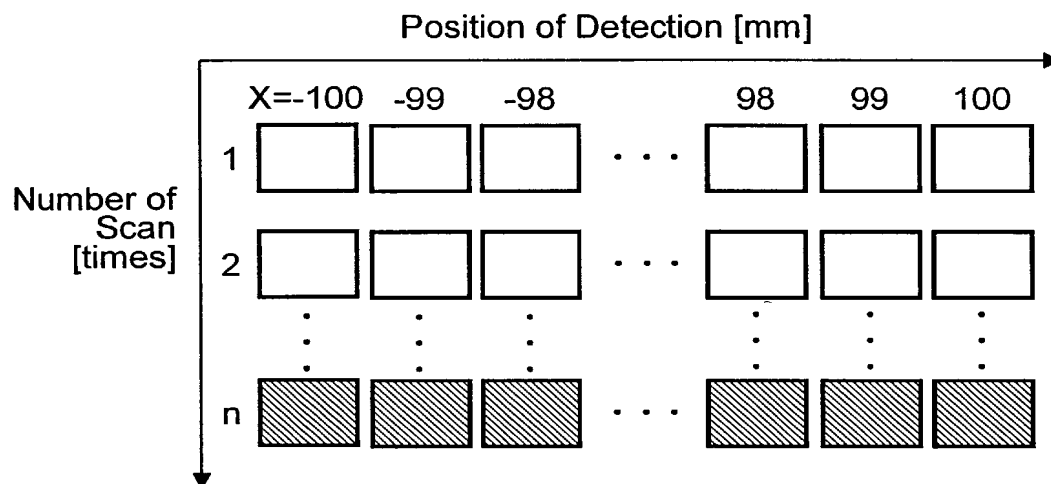 Position of Detection [mm]
X=-100 -99 -98 98 99 100
1
Number of
Scan
[times]
2
n